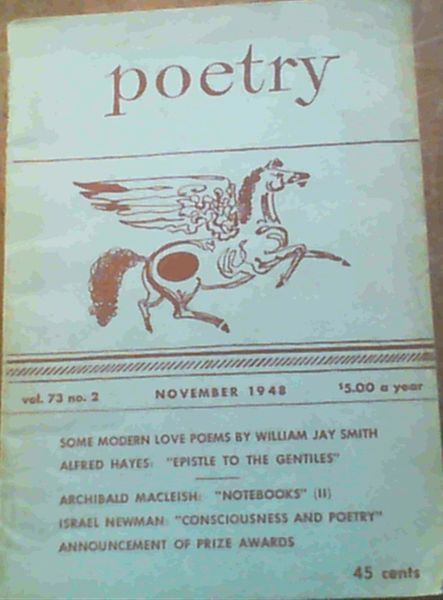 poetry
vol. 73 no. 2 NOVEMBER 1948 $5.00 a year
SOME MODERN LOVE POEMS BY WILLIAM JAY SMITH
ALFRED HAYES: "EPISTLE TO THE GENTILES"
ARCHIBALD MACLEISH: "NOTEBOOKS" (II)
ISRAEL NEWMAN: "CONSCIOUSNESS AND POETRY"
ANNOUNCEMENT OF PRIZE AWARDS
45 cents